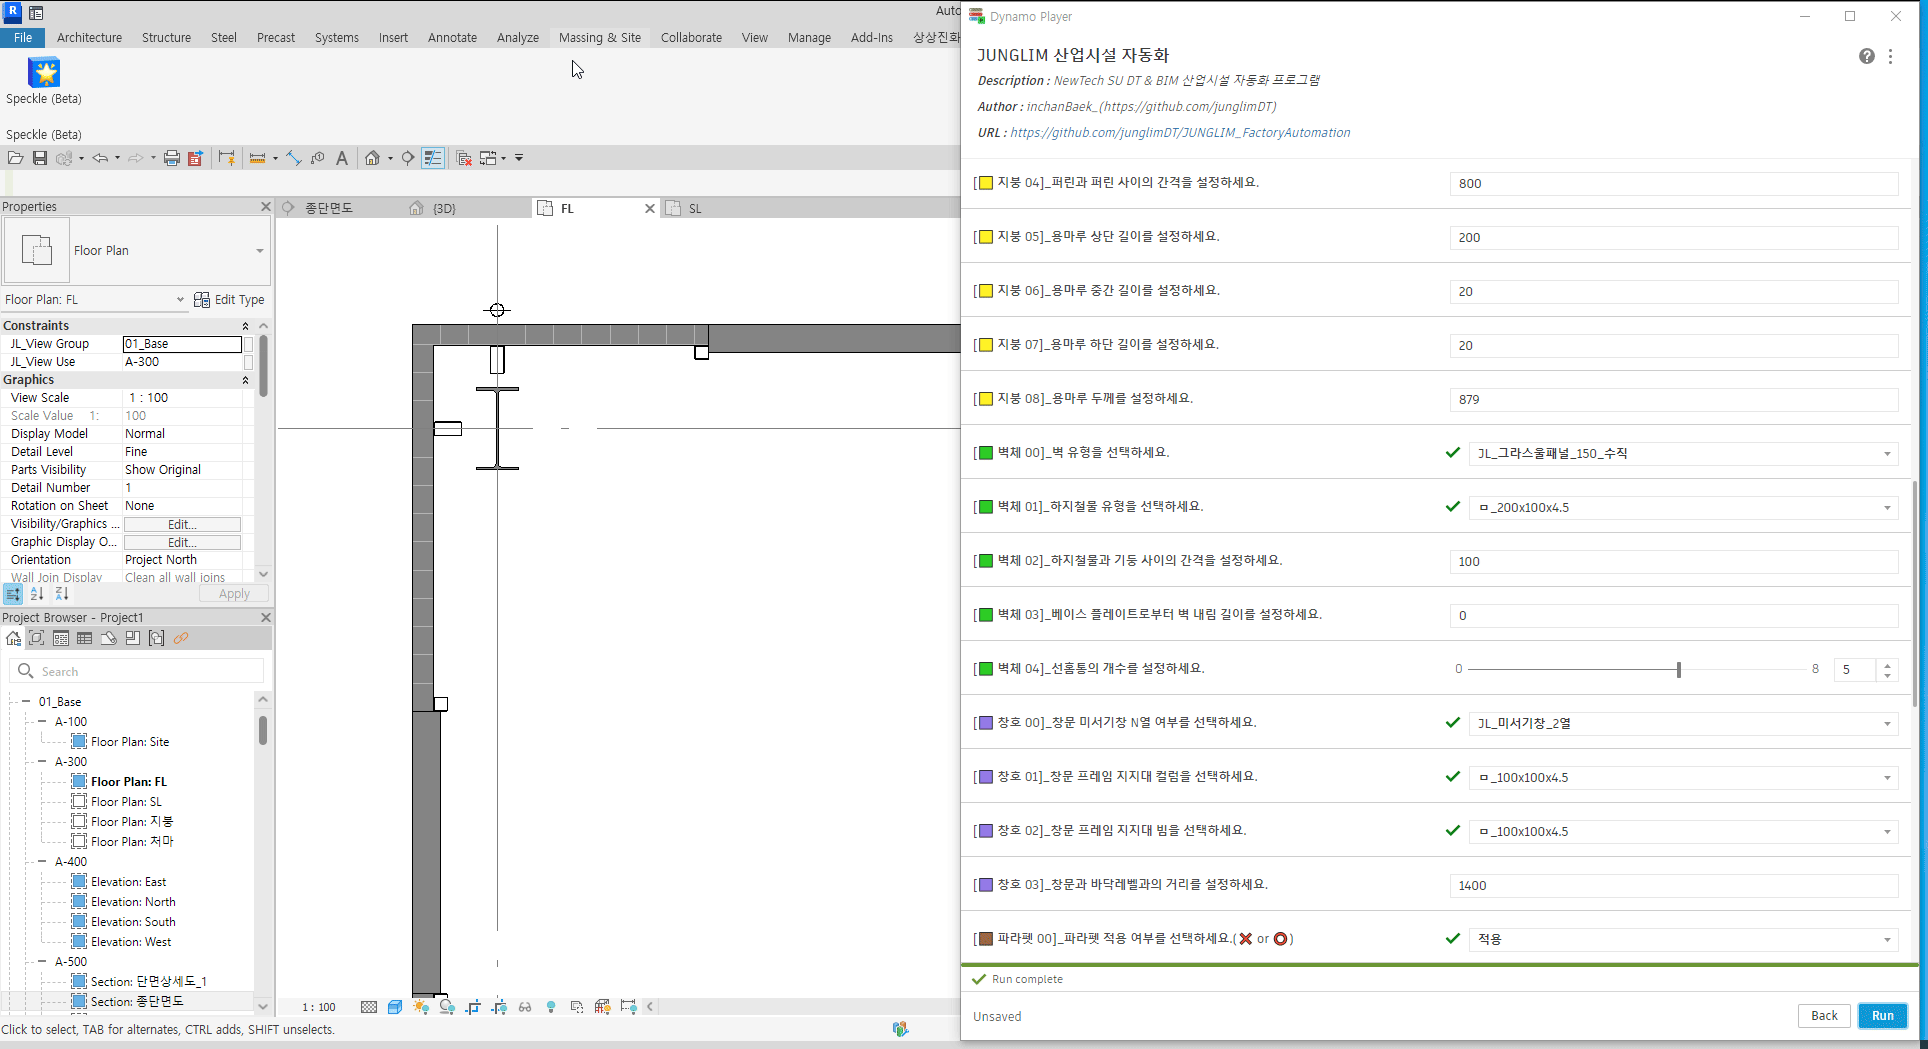 Auto
File Architecture Structure Steel Precast Systems Insert Annotate Analyze Massing & Site Collaborate View Manage Add-Ins 상상진화
Speckle (Beta)
Speckle (Beta)
Properties
Floor Plan
Floor Plan: FL Edit Type
Constraints
JL_View Group 01_Base
JL_View Use A-300
Graphics
View Scale 1 : 100
Scale Value 1: 100
Display Model Normal
Detail Level Fine
Parts Visibility Show Original
Detail Number 1
Rotation on Sheet None
Visibility/Graphics ... Edit...
Graphic Display O... Edit...
Orientation Project North
Wall Join Display Clean all wall joins
Apply
Project Browser - Project1
Search
01_Base
A-100
Floor Plan: Site
A-300
Floor Plan: FL
Floor Plan: SL
Floor Plan: 지붕
Floor Plan: 처마
A-400
Elevation: East
Elevation: North
Elevation: South
Elevation: West
A-500
Section: 단면상세도_1
Section: 종단면도
종단면도 {3D} FL SL
1 : 100
Click to select, TAB for alternates, CTRL adds, SHIFT unselects.
Dynamo Player
JUNGLIM 산업시설 자동화
Description : NewTech SU DT & BIM 산업시설 자동화 프로그램
Author : inchanBaek_(https://github.com/junglimDT)
URL : https://github.com/junglimDT/JUNGLIM_FactoryAutomation
[🟨 지붕 04]_퍼린과 퍼린 사이의 간격을 설정하세요. 800
[🟨 지붕 05]_용마루 상단 길이를 설정하세요. 200
[🟨 지붕 06]_용마루 중간 길이를 설정하세요. 20
[🟨 지붕 07]_용마루 하단 길이를 설정하세요. 20
[🟨 지붕 08]_용마루 두께를 설정하세요. 879
[🟩 벽체 00]_벽 유형을 선택하세요. JL_그라스울패널_150_수직
[🟩 벽체 01]_하지철물 유형을 선택하세요. ㅁ_200x100x4.5
[🟩 벽체 02]_하지철물과 기둥 사이의 간격을 설정하세요. 100
[🟩 벽체 03]_베이스 플레이트로부터 벽 내림 길이를 설정하세요. 0
[🟩 벽체 04]_선홈통의 개수를 설정하세요. 0 8 5
[🟪 창호 00]_창문 미서기창 N열 여부를 선택하세요. JL_미서기창_2열
[🟪 창호 01]_창문 프레임 지지대 컬럼을 선택하세요. ㅁ_100x100x4.5
[🟪 창호 02]_창문 프레임 지지대 빔을 선택하세요. ㅁ_100x100x4.5
[🟪 창호 03]_창문과 바닥레벨과의 거리를 설정하세요. 1400
[🟫 파라펫 00]_파라펫 적용 여부를 선택하세요.(❌ or ⭕) 적용
Run complete
Unsaved Back Run